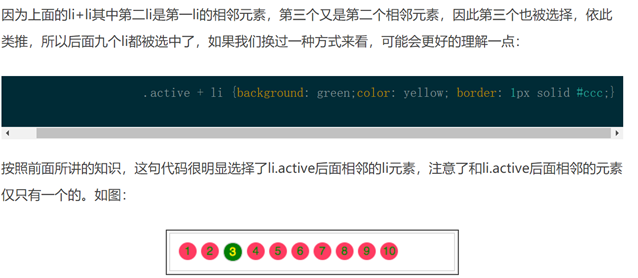 因为上面的li+li其中第二li是第一li的相邻元素，第三个又是第二个相邻元素，因此第三个也被选择，依此
类推，所以后面九个li都被选中了，如果我们换过一种方式来看，可能会更好的理解一点：
.active + li {background: green;color: yellow; border: 1px solid #ccc;}
按照前面所讲的知识，这句代码很明显选择了li.active后面相邻的li元素，注意了和li.active后面相邻的元素
仅只有一个的。如图：
1 2 3 4 5 6 7 8 9 10